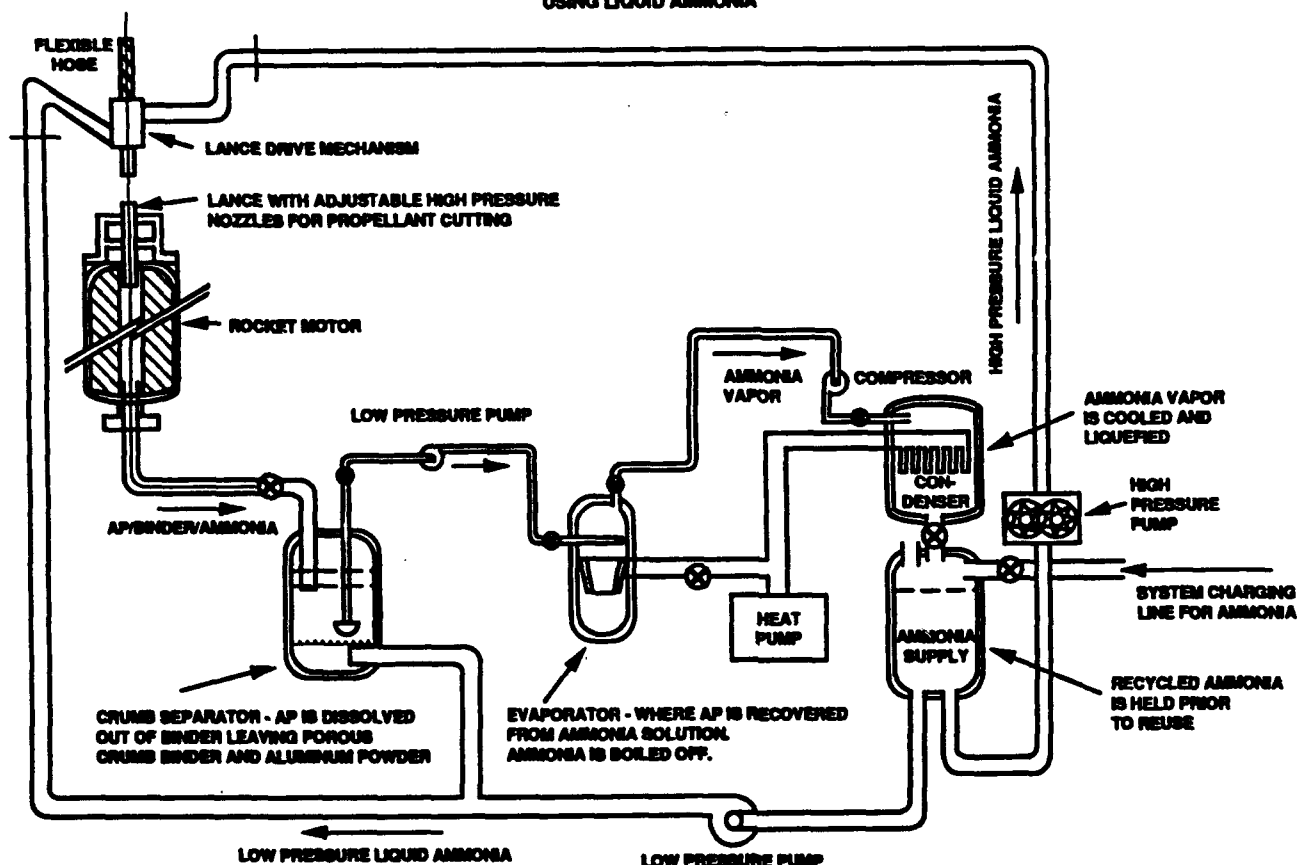 USING LIQUID AMMONIA
FLEXIBLE
HOSE
LANCE DRIVE MECHANISM
LANCE WITH ADJUSTABLE HIGH PRESSURE
NOZZLES FOR PROPELLANT CUTTING
ROCKET MOTOR
HIGH PRESSURE LIQUID AMMONIA
AMMONIA
VAPOR
COMPRESSOR
AMMONIA VAPOR
IS COOLED AND
LIQUEFIED
LOW PRESSURE PUMP
CON-
DENSER
HIGH
PRESSURE
PUMP
AP/BINDER/AMMONIA
SYSTEM CHARGING
LINE FOR AMMONIA
HEAT
PUMP
AMMONIA
SUPPLY
RECYCLED AMMONIA
IS HELD PRIOR
TO REUSE
CRUMB SEPARATOR - AP IS DISSOLVED
OUT OF BINDER LEAVING POROUS
CRUMB BINDER AND ALUMINUM POWDER
EVAPORATOR - WHERE AP IS RECOVERED
FROM AMMONIA SOLUTION.
AMMONIA IS BOILED OFF.
LOW PRESSURE LIQUID AMMONIA
LOW PRESSURE PUMP